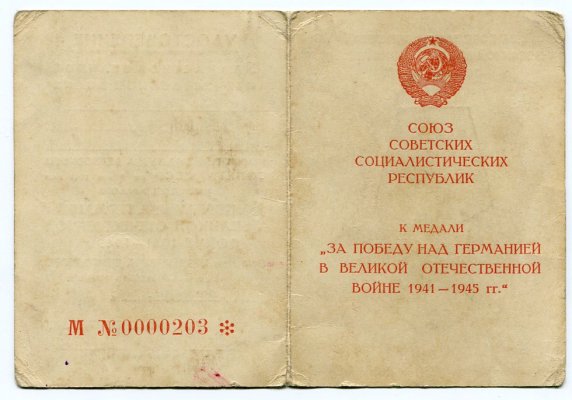 М №0000203 ❇
СОЮЗ
СОВЕТСКИХ
СОЦИАЛИСТИЧЕСКИХ
РЕСПУБЛИК
К МЕДАЛИ
„ЗА ПОБЕДУ НАД ГЕРМАНИЕЙ
В ВЕЛИКОЙ ОТЕЧЕСТВЕННОЙ
ВОЙНЕ 1941—1945 гг.“